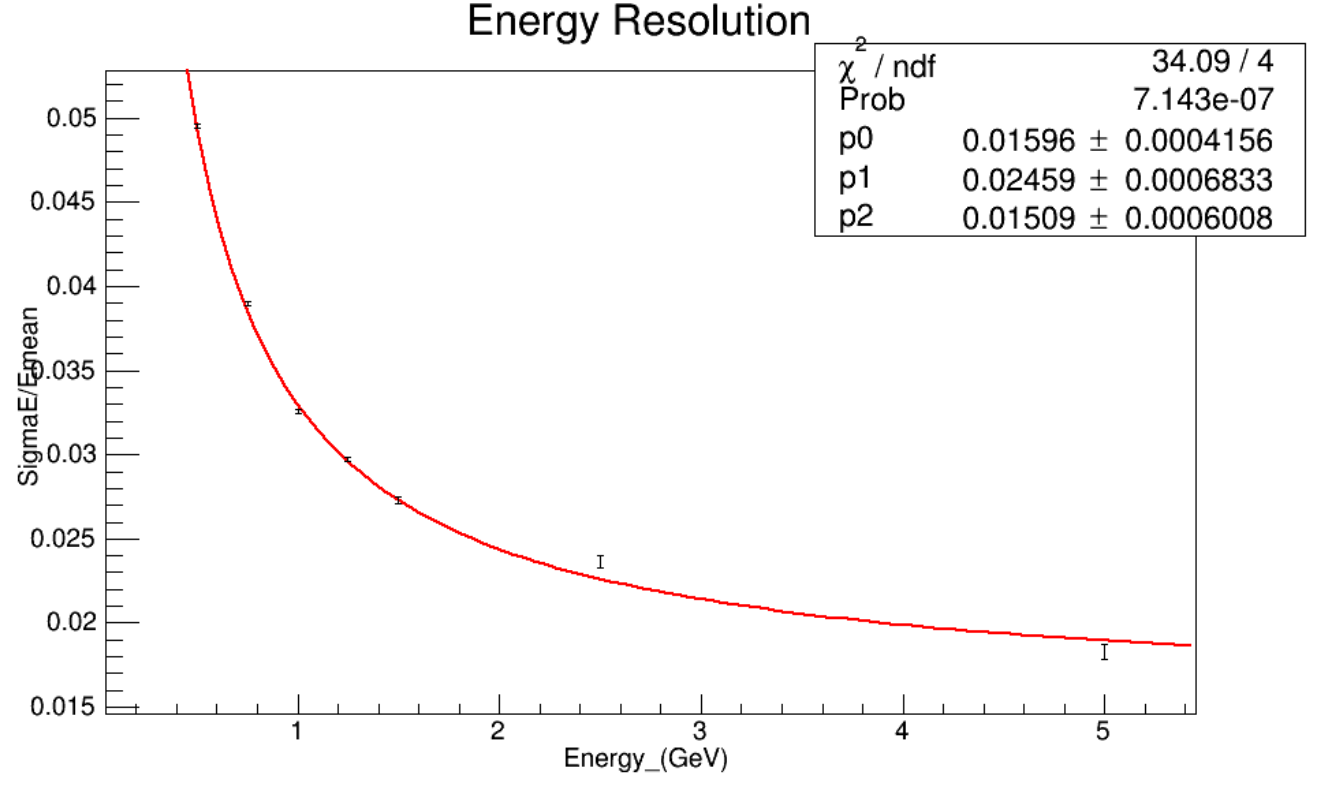 Energy Resolution
χ² / ndf 34.09 / 4
Prob 7.143e-07
p0 0.01596 ± 0.0004156
p1 0.02459 ± 0.0006833
p2 0.01509 ± 0.0006008
SigmaE/Emean
0.05
0.045
0.04
0.035
0.03
0.025
0.02
0.015
1 2 3 4 5
Energy_(GeV)